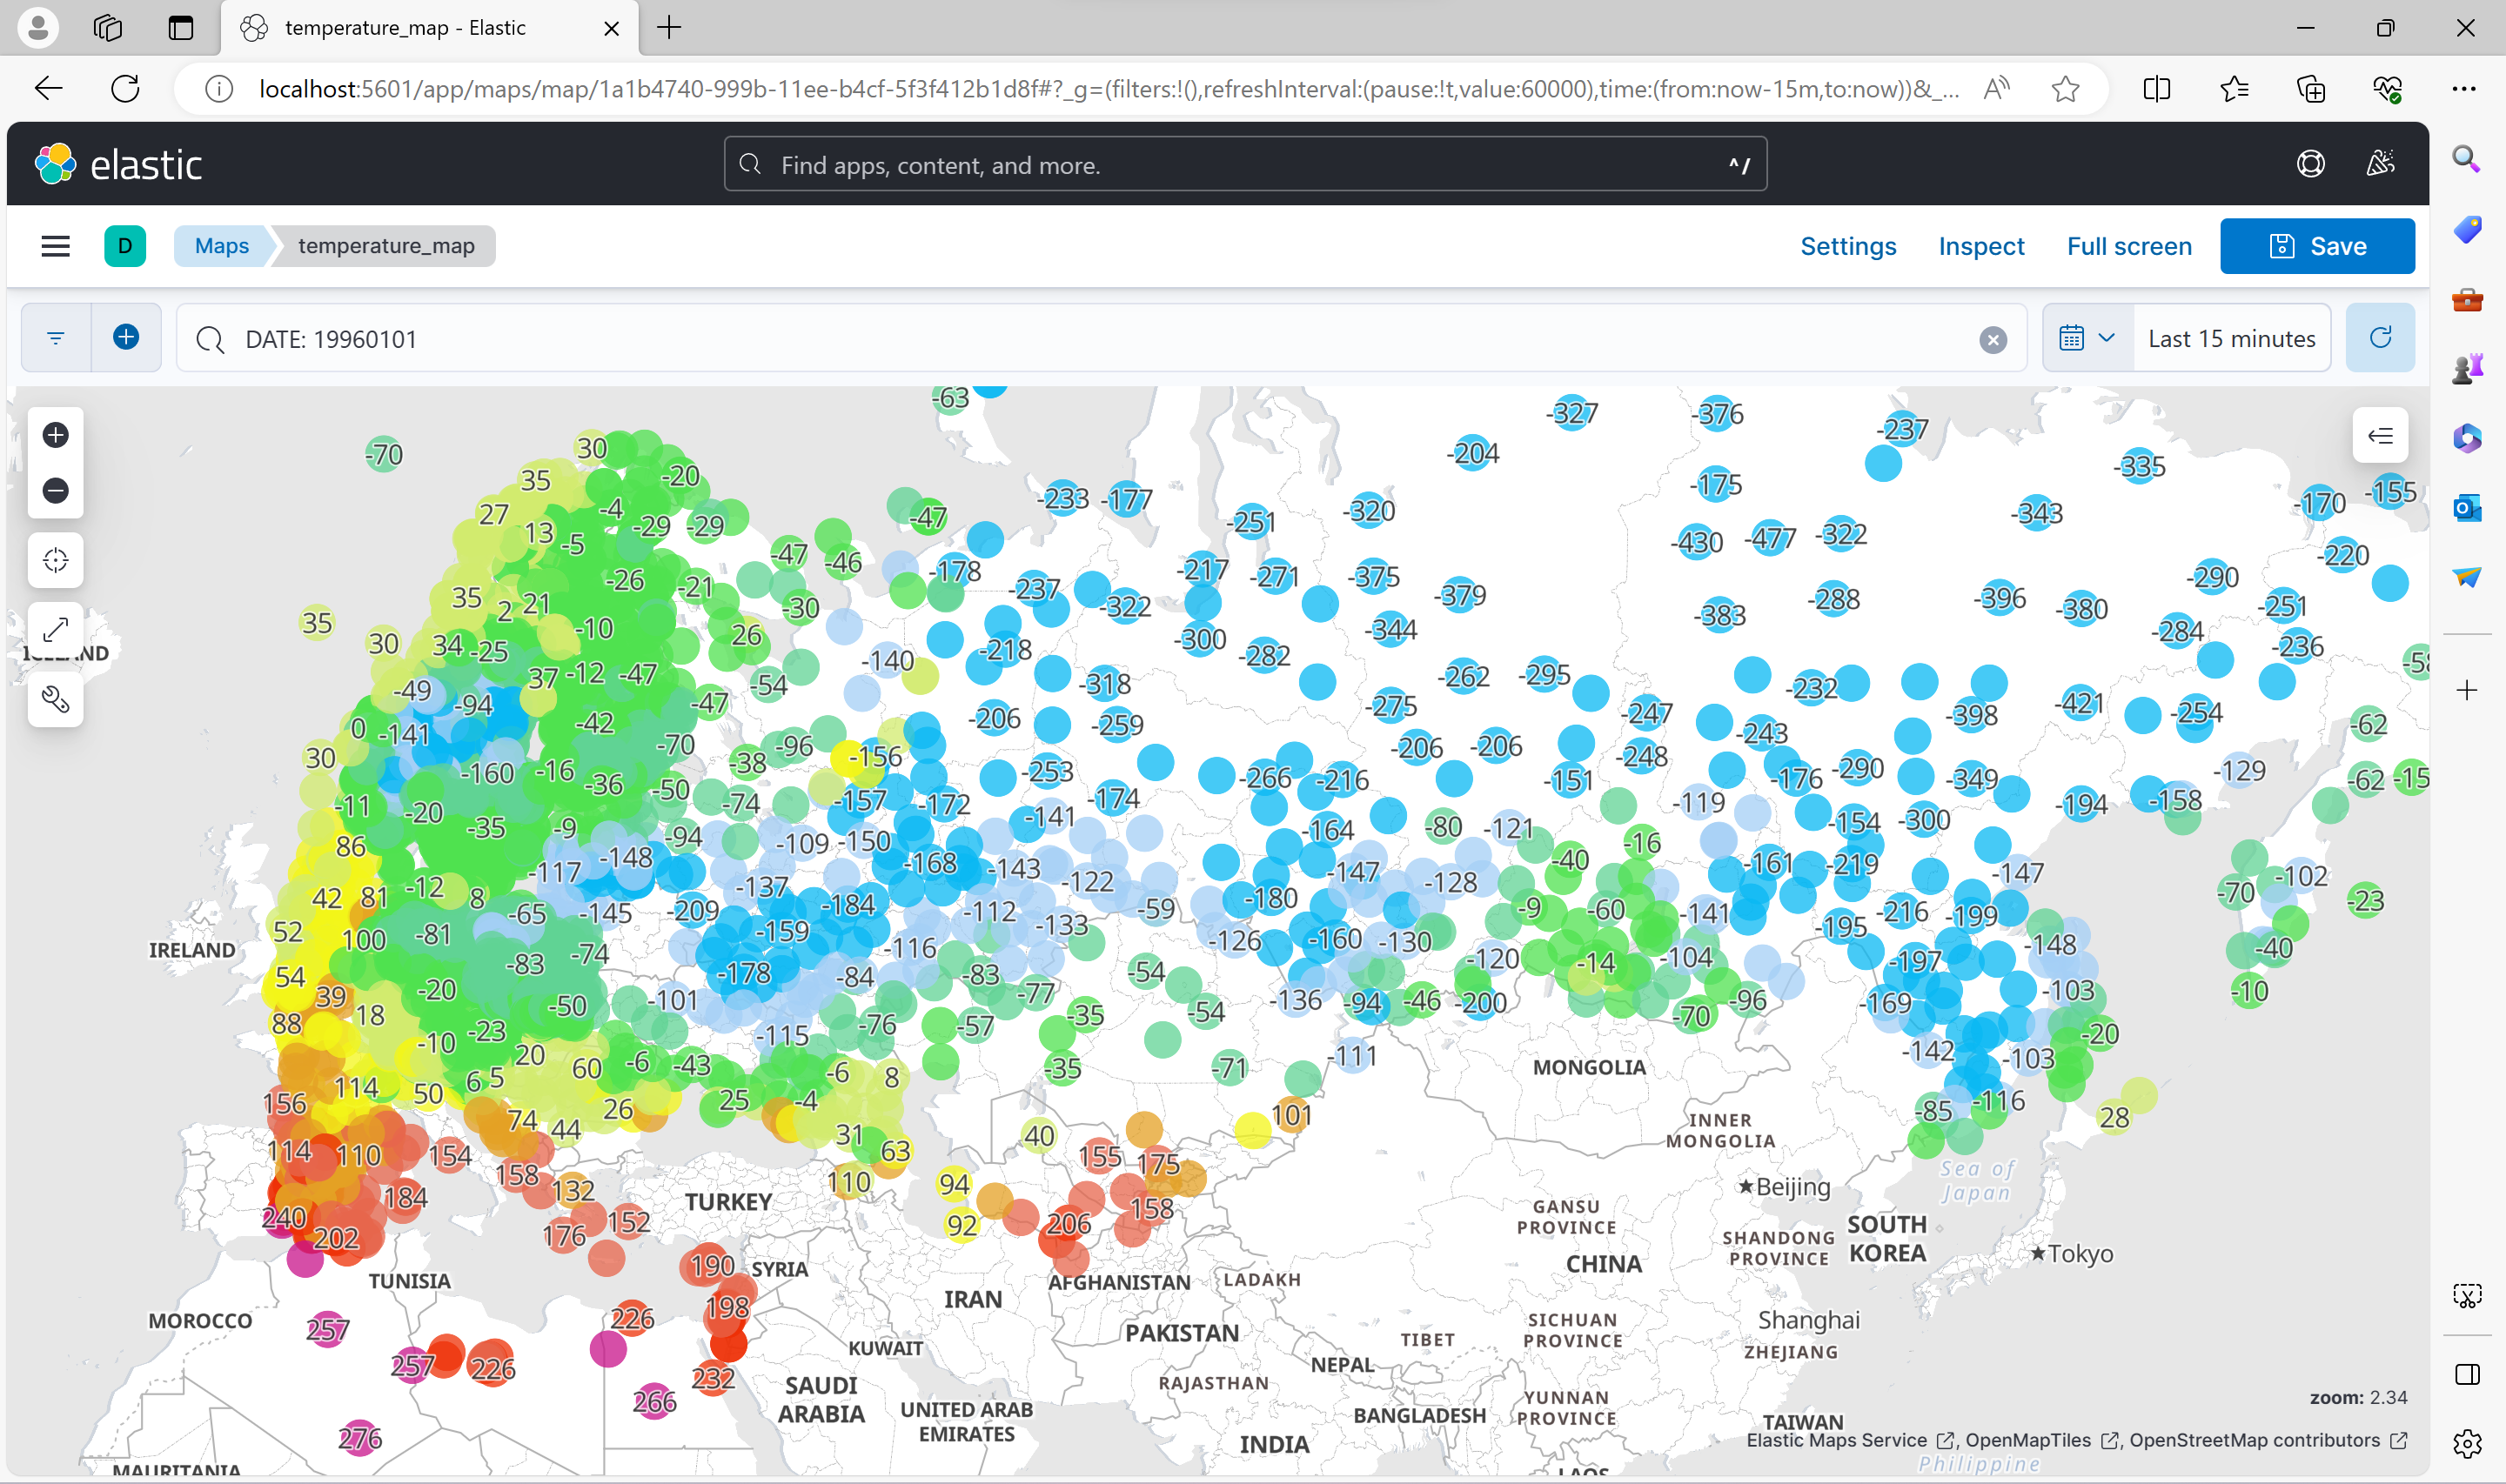 temperature_map - Elastic
localhost:5601/app/maps/map/1a1b4740-999b-11ee-b4cf-5f3f412b1d8f#?_g=(filters:!(),refreshInterval:(pause:!t,value:60000),time:(from:now-15m,to:now))&_...
elastic
Find apps, content, and more.
^/
D
Maps
temperature_map
Settings
Inspect
Full screen
Save
DATE: 19960101
Last 15 minutes
-63 -327 -376 -237
-70 30 -20 -204 -335
35 -175 -170 -155
27 -4 -47 -233 -177 -320 -343
13 -5 -29 -29 -251 -430 -477 -322
-47 -46 -178 -217 -271 -375 -220
-26 -21 -237 -379 -290
35 2 21 -30 -322 -288 -396 -380 -251
35 -10 26 -383
30 34 -25 -218 -300 -282 -344 -284 -236
-140 -58
-49 37 -12 -47 -54 -318 -262 -295 -232
-94 -47 -206 -275 -247 -398 -421 -254
0 -141 -42 -259 -243 -62
30 -70 -96 -156 -206 -206 -248
-160 -16 -38 -253 -266 -216 -151 -176 -290 -349 -129 -62 -15
-11 -20 -36 -50 -74 -157 -172 -174 -119 -194 -158
-35 -9 -94 -141 -164 -80 -121 -154 -300
86 -117 -148 -109 -150 -16
42 81 -12 8 -137 -168 -143 -122 -147 -128 -40 -161 -219 -147 -102
52 -65 -145 -209 -184 -112 -59 -180 -9 -60 -141 -216 -199 -70 -23
IRELAND 100 -81 -159 -133 -126 -160 -130 -195
54 -83 -74 -116 -120 -14 -104 -197 -148 -40
39 -20 -178 -84 -83 -54 -103 -10
88 18 -50 -101 -77 -54 -136 -94 -46 -200 -96 -169
-10 -23 -115 -76 -57 -35 -70 -20
20 60 -6 -43 -111 -142 -103
114 6 5 -6 8 -35 -71 MONGOLIA
156 50 26 25 -4 101 -85 -116
74 44 INNER
MONGOLIA 28
114 110 154 31 63 40
158 132 110 94 155 175 Sea of
Japan
184 TURKEY 158 Beijing
240 202 176 152 92 206 GANSU
PROVINCE
SHANDONG
PROVINCE
SOUTH
KOREA
Tokyo
190 SYRIA
TUNISIA AFGHANISTAN LADAKH CHINA
IRAN
MOROCCO 257 226 198
KUWAIT PAKISTAN TIBET SICHUAN
PROVINCE
Shanghai
ZHEJIANG
257 226 232 NEPAL
SAUDI
ARABIA
RAJASTHAN
266 UNITED ARAB
EMIRATES
BANGLADESH YUNNAN
PROVINCE
TAIWAN
zoom: 2.34
276 INDIA
Elastic Maps Service , OpenMapTiles , OpenStreetMap contributors
Philippine
MAURITANIA
LAOS